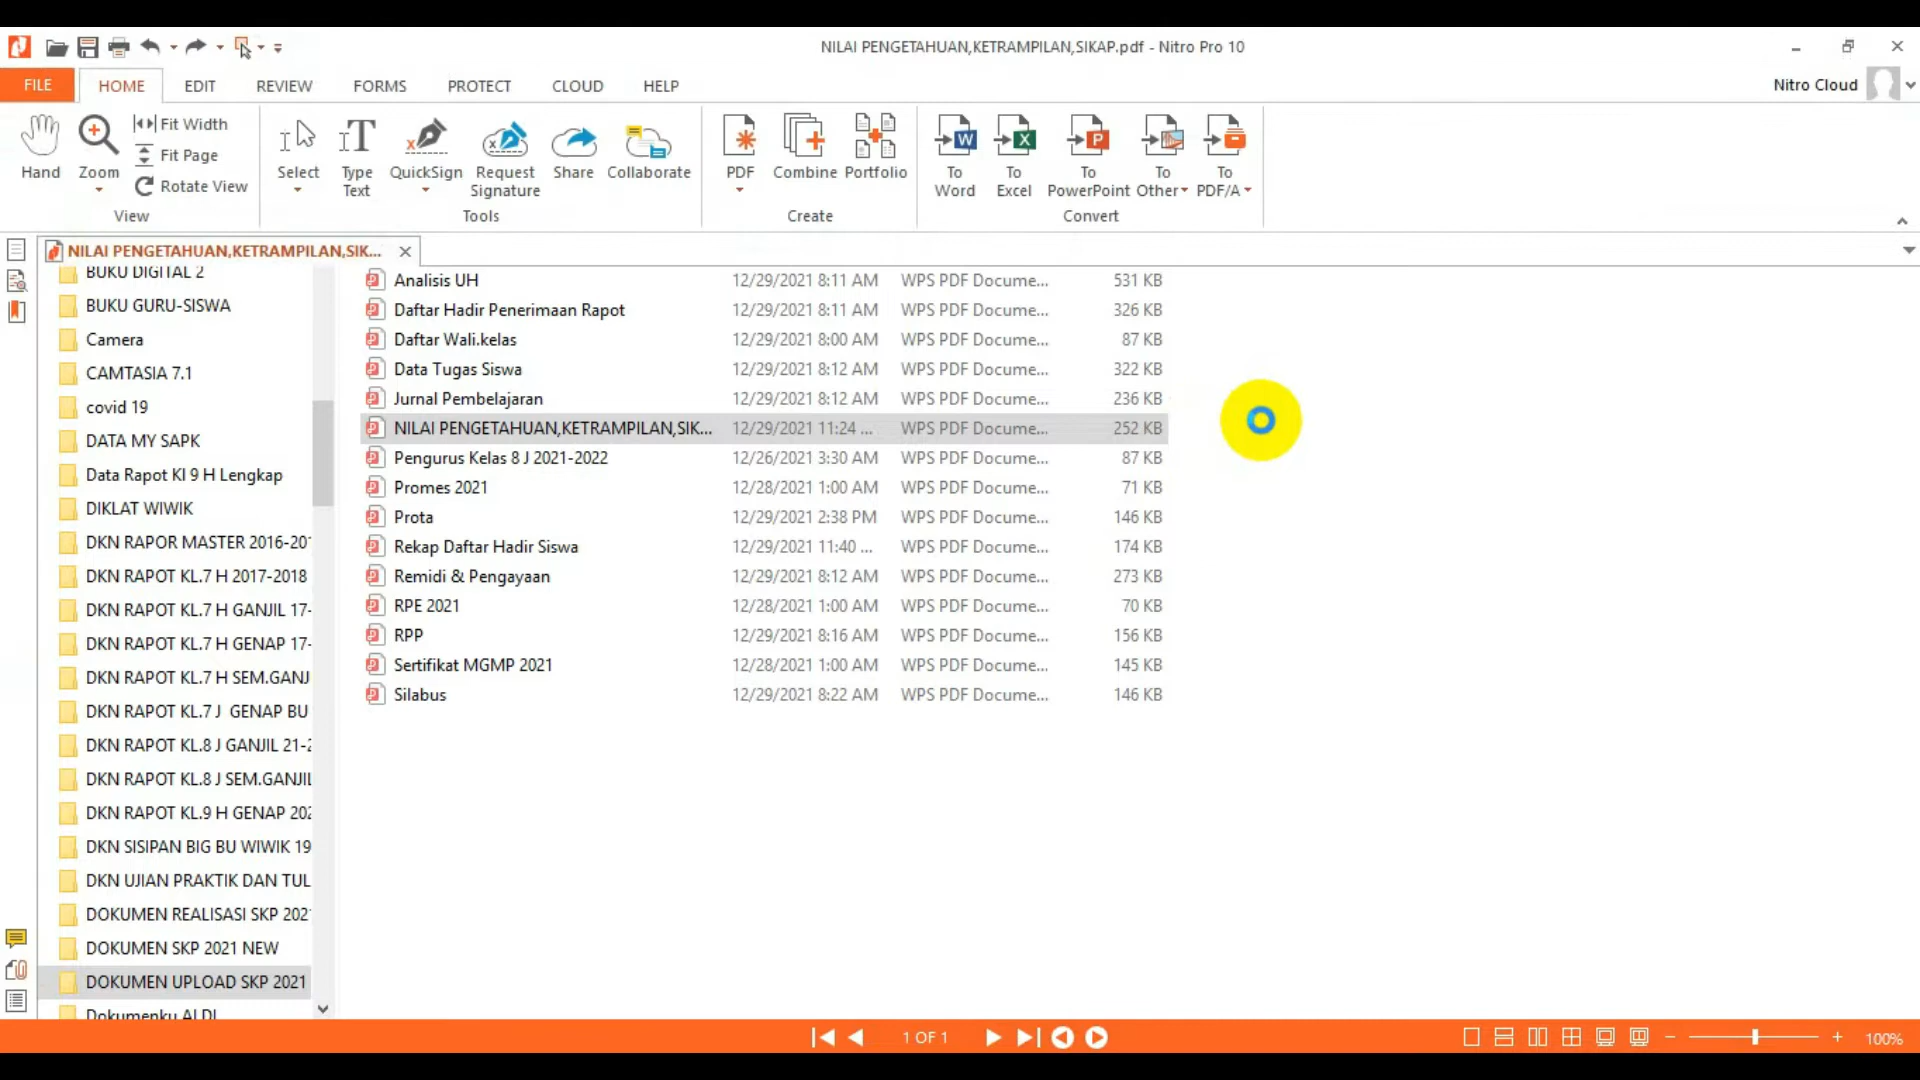 NILAI PENGETAHUAN,KETRAMPILAN,SIKAP.pdf - Nitro Pro 10
FILE HOME EDIT REVIEW FORMS PROTECT CLOUD HELP Nitro Cloud
Hand
Zoom
Fit Width
Fit Page
Rotate View
View
Select
Type Text
QuickSign
Request Signature
Share
Collaborate
Tools
PDF
Combine
Portfolio
Create
To Word
To Excel
To PowerPoint
To Other
To PDF/A
Convert
NILAI PENGETAHUAN,KETRAMPILAN,SIK...
BUKU DIGITAL 2
BUKU GURU-SISWA
Camera
CAMTASIA 7.1
covid 19
DATA MY SAPK
Data Rapot Kl 9 H Lengkap
DIKLAT WIWIK
DKN RAPOR MASTER 2016-20
DKN RAPOT KL.7 H 2017-2018
DKN RAPOT KL.7 H GANJIL 17-
DKN RAPOT KL.7 H GENAP 17-
DKN RAPOT KL.7 H SEM.GANJ
DKN RAPOT KL.7 J  GENAP BU
DKN RAPOT KL.8 J GANJIL 21-2
DKN RAPOT KL.8 J SEM.GANJIL
DKN RAPOT KL.9 H GENAP 202
DKN SISIPAN BIG BU WIWIK 19
DKN UJIAN PRAKTIK DAN TUL
DOKUMEN REALISASI SKP 202
DOKUMEN SKP 2021 NEW
DOKUMEN UPLOAD SKP 2021
Dokumenku ALDI
Analisis UH 12/29/2021 8:11 AM WPS PDF Docume... 531 KB
Daftar Hadir Penerimaan Rapot 12/29/2021 8:11 AM WPS PDF Docume... 326 KB
Daftar Wali.kelas 12/29/2021 8:00 AM WPS PDF Docume... 87 KB
Data Tugas Siswa 12/29/2021 8:12 AM WPS PDF Docume... 322 KB
Jurnal Pembelajaran 12/29/2021 8:12 AM WPS PDF Docume... 236 KB
NILAI PENGETAHUAN,KETRAMPILAN,SIK... 12/29/2021 11:24 ... WPS PDF Docume... 252 KB
Pengurus Kelas 8 J 2021-2022 12/26/2021 3:30 AM WPS PDF Docume... 87 KB
Promes 2021 12/28/2021 1:00 AM WPS PDF Docume... 71 KB
Prota 12/29/2021 2:38 PM WPS PDF Docume... 146 KB
Rekap Daftar Hadir Siswa 12/29/2021 11:40 ... WPS PDF Docume... 174 KB
Remidi & Pengayaan 12/29/2021 8:12 AM WPS PDF Docume... 273 KB
RPE 2021 12/28/2021 1:00 AM WPS PDF Docume... 70 KB
RPP 12/29/2021 8:16 AM WPS PDF Docume... 156 KB
Sertifikat MGMP 2021 12/28/2021 1:00 AM WPS PDF Docume... 145 KB
Silabus 12/29/2021 8:22 AM WPS PDF Docume... 146 KB
1 OF 1
100%